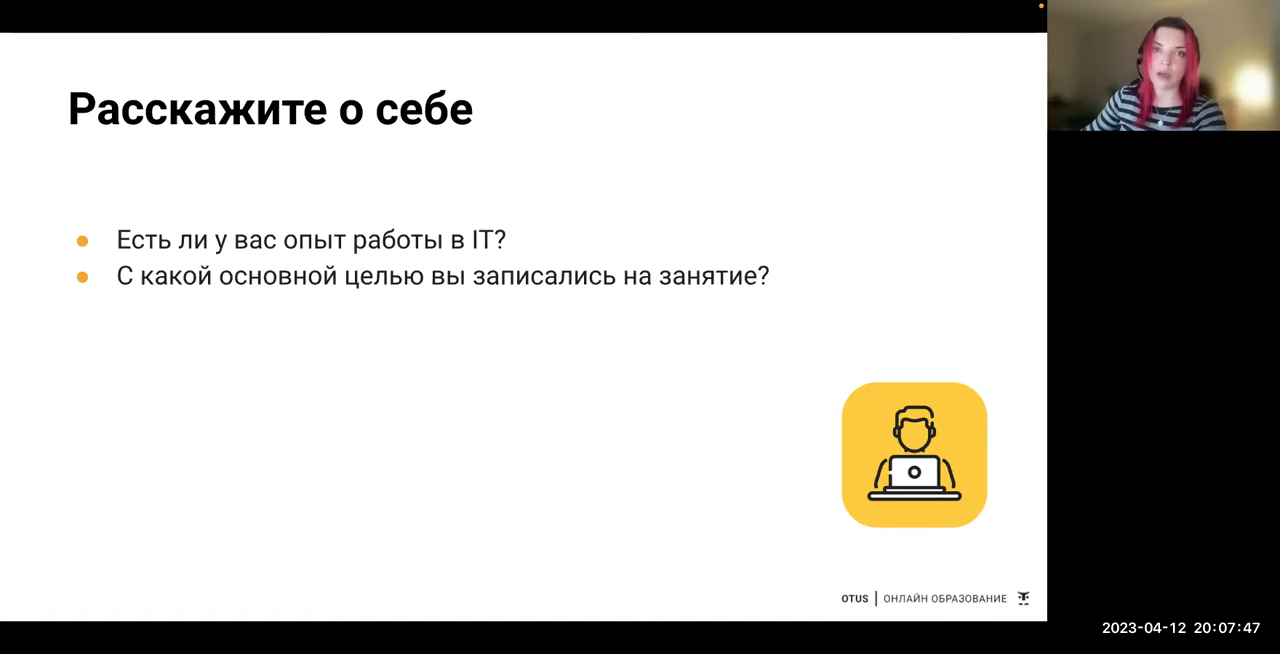 Расскажите о себе
Есть ли у вас опыт работы в IT?
С какой основной целью вы записались на занятие?
OTUS | ОНЛАЙН ОБРАЗОВАНИЕ
2023-04-12 20:07:47